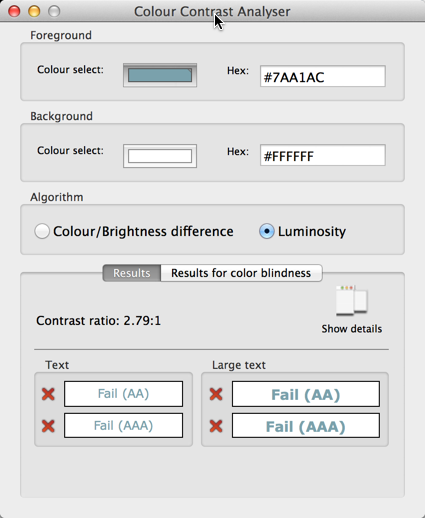 Colour Contrast Analyser
Foreground
Colour select:
Hex:
#7AA1AC
Background
Colour select:
Hex:
#FFFFFF
Algorithm
Colour/Brightness difference
Luminosity
Results
Results for color blindness
Contrast ratio: 2.79:1
Show details
Text
Large text
Fail (AA)
Fail (AA)
Fail (AAA)
Fail (AAA)